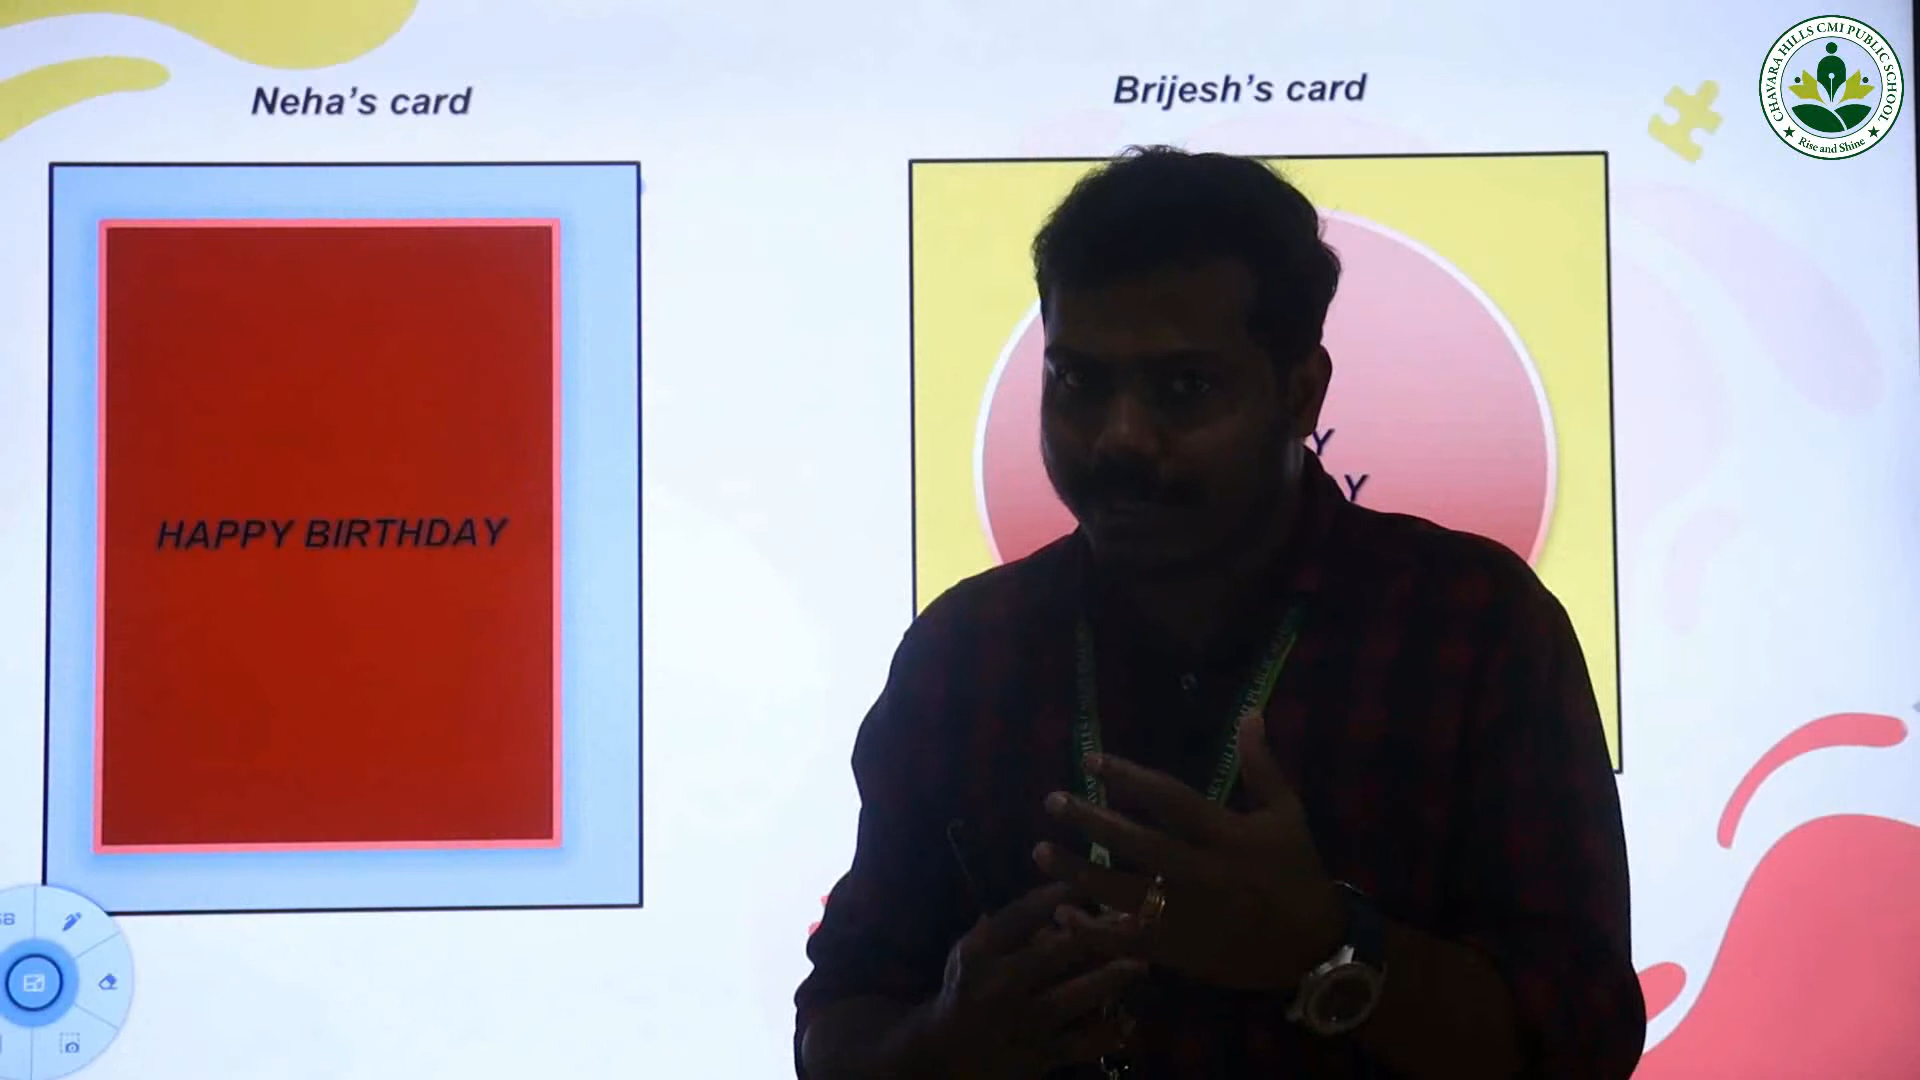 Neha's card
Brijesh's card
CHAVARA HILLS CMI PUBLIC SCHOOL
Rise and Shine
HAPPY BIRTHDAY
Y
Y